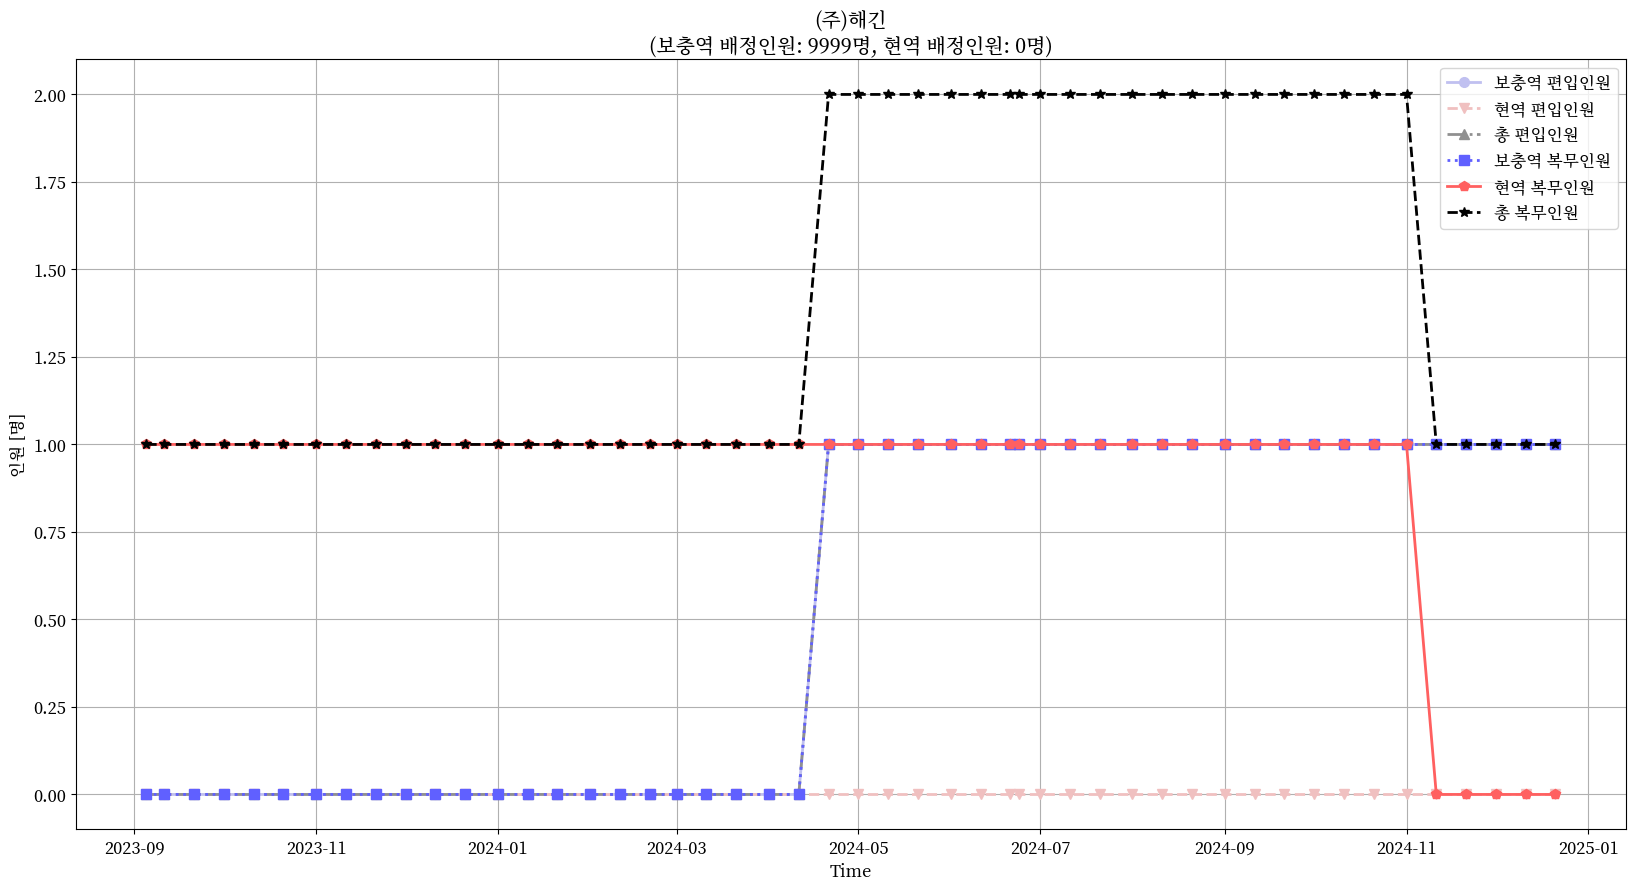 (주)해긴
(보충역 배정인원: 9999명, 현역 배정인원: 0명)
보충역 편입인원
현역 편입인원
총 편입인원
보충역 복무인원
현역 복무인원
총 복무인원
인원 [명]
2.00
1.75
1.50
1.25
1.00
0.75
0.50
0.25
0.00
2023-09 2023-11 2024-01 2024-03 2024-05 2024-07 2024-09 2024-11 2025-01
Time